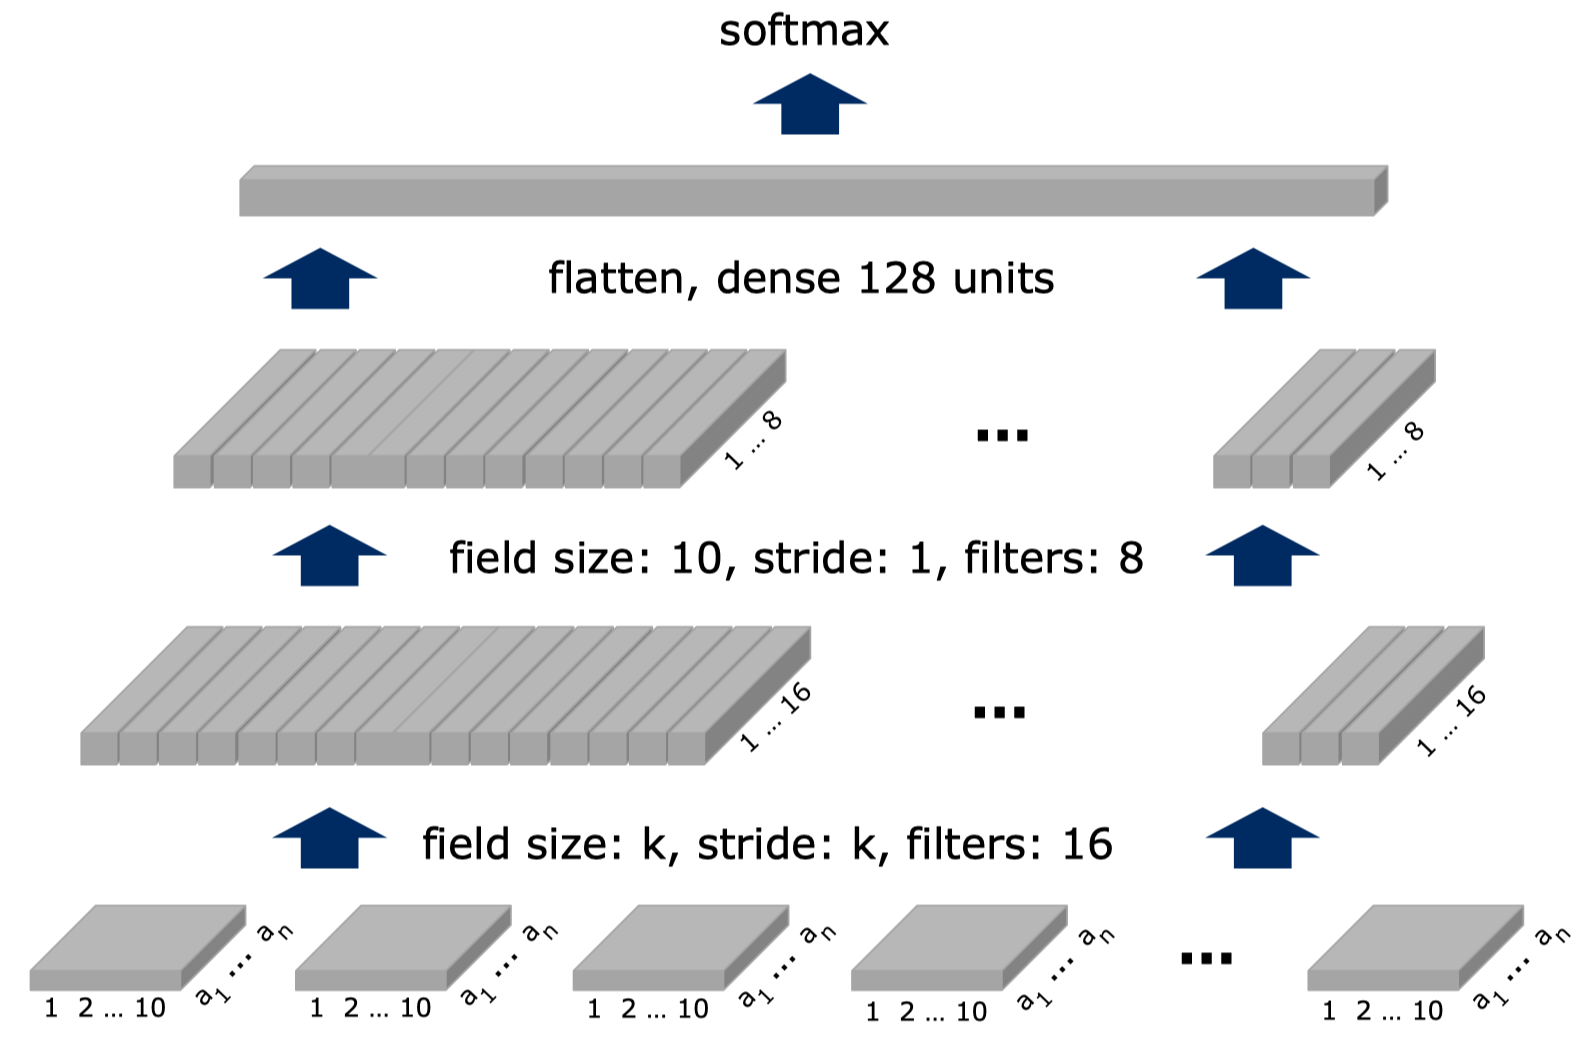 softmax
flatten, dense 128 units
1 ... 8
...
1 ... 8
field size: 10, stride: 1, filters: 8
1 ... 16
...
1 ... 16
field size: k, stride: k, filters: 16
1 2 ... 10
a1 ... an
1 2 ... 10
a1 ... an
1 2 ... 10
a1 ... an
1 2 ... 10
a1 ... an
...
1 2 ... 10
a1 ... an